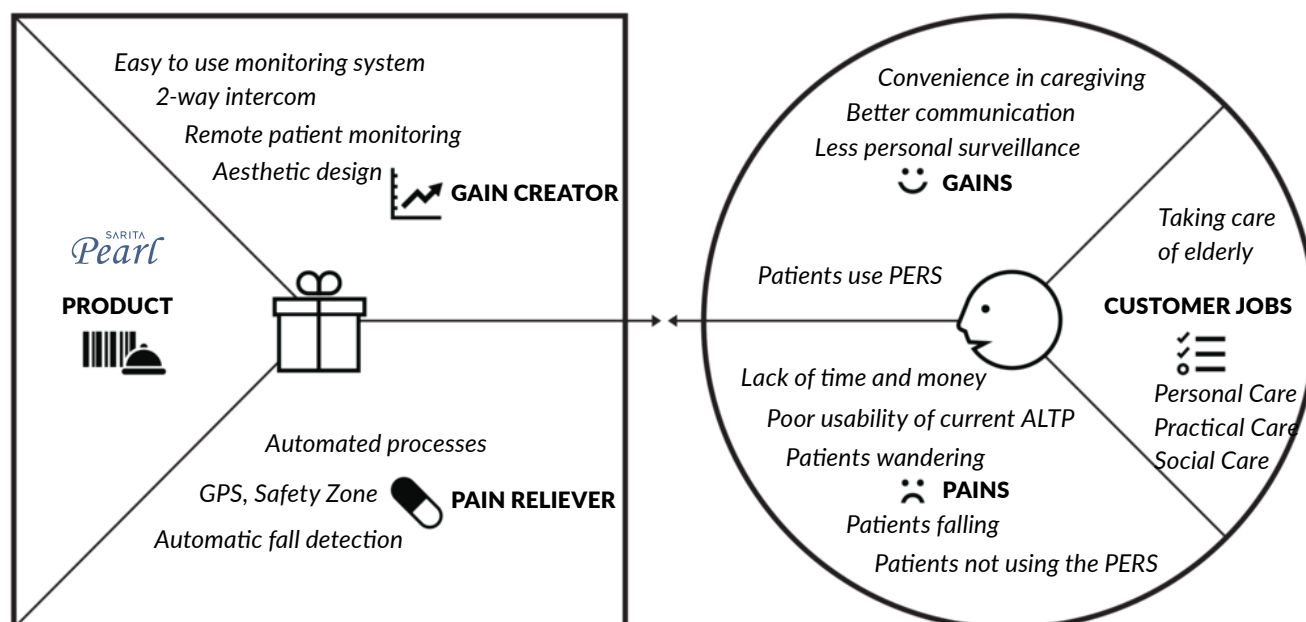 Easy to use monitoring system
2-way intercom
Remote patient monitoring
Aesthetic design
GAIN CREATOR
SARITA
Pearl
PRODUCT
Automated processes
GPS, Safety Zone
PAIN RELIEVER
Automatic fall detection
Convenience in caregiving
Better communication
Less personal surveillance
GAINS
Patients use PERS
Taking care
of elderly
CUSTOMER JOBS
Personal Care
Practical Care
Social Care
Lack of time and money
Poor usability of current ALTP
Patients wandering
PAINS
Patients falling
Patients not using the PERS